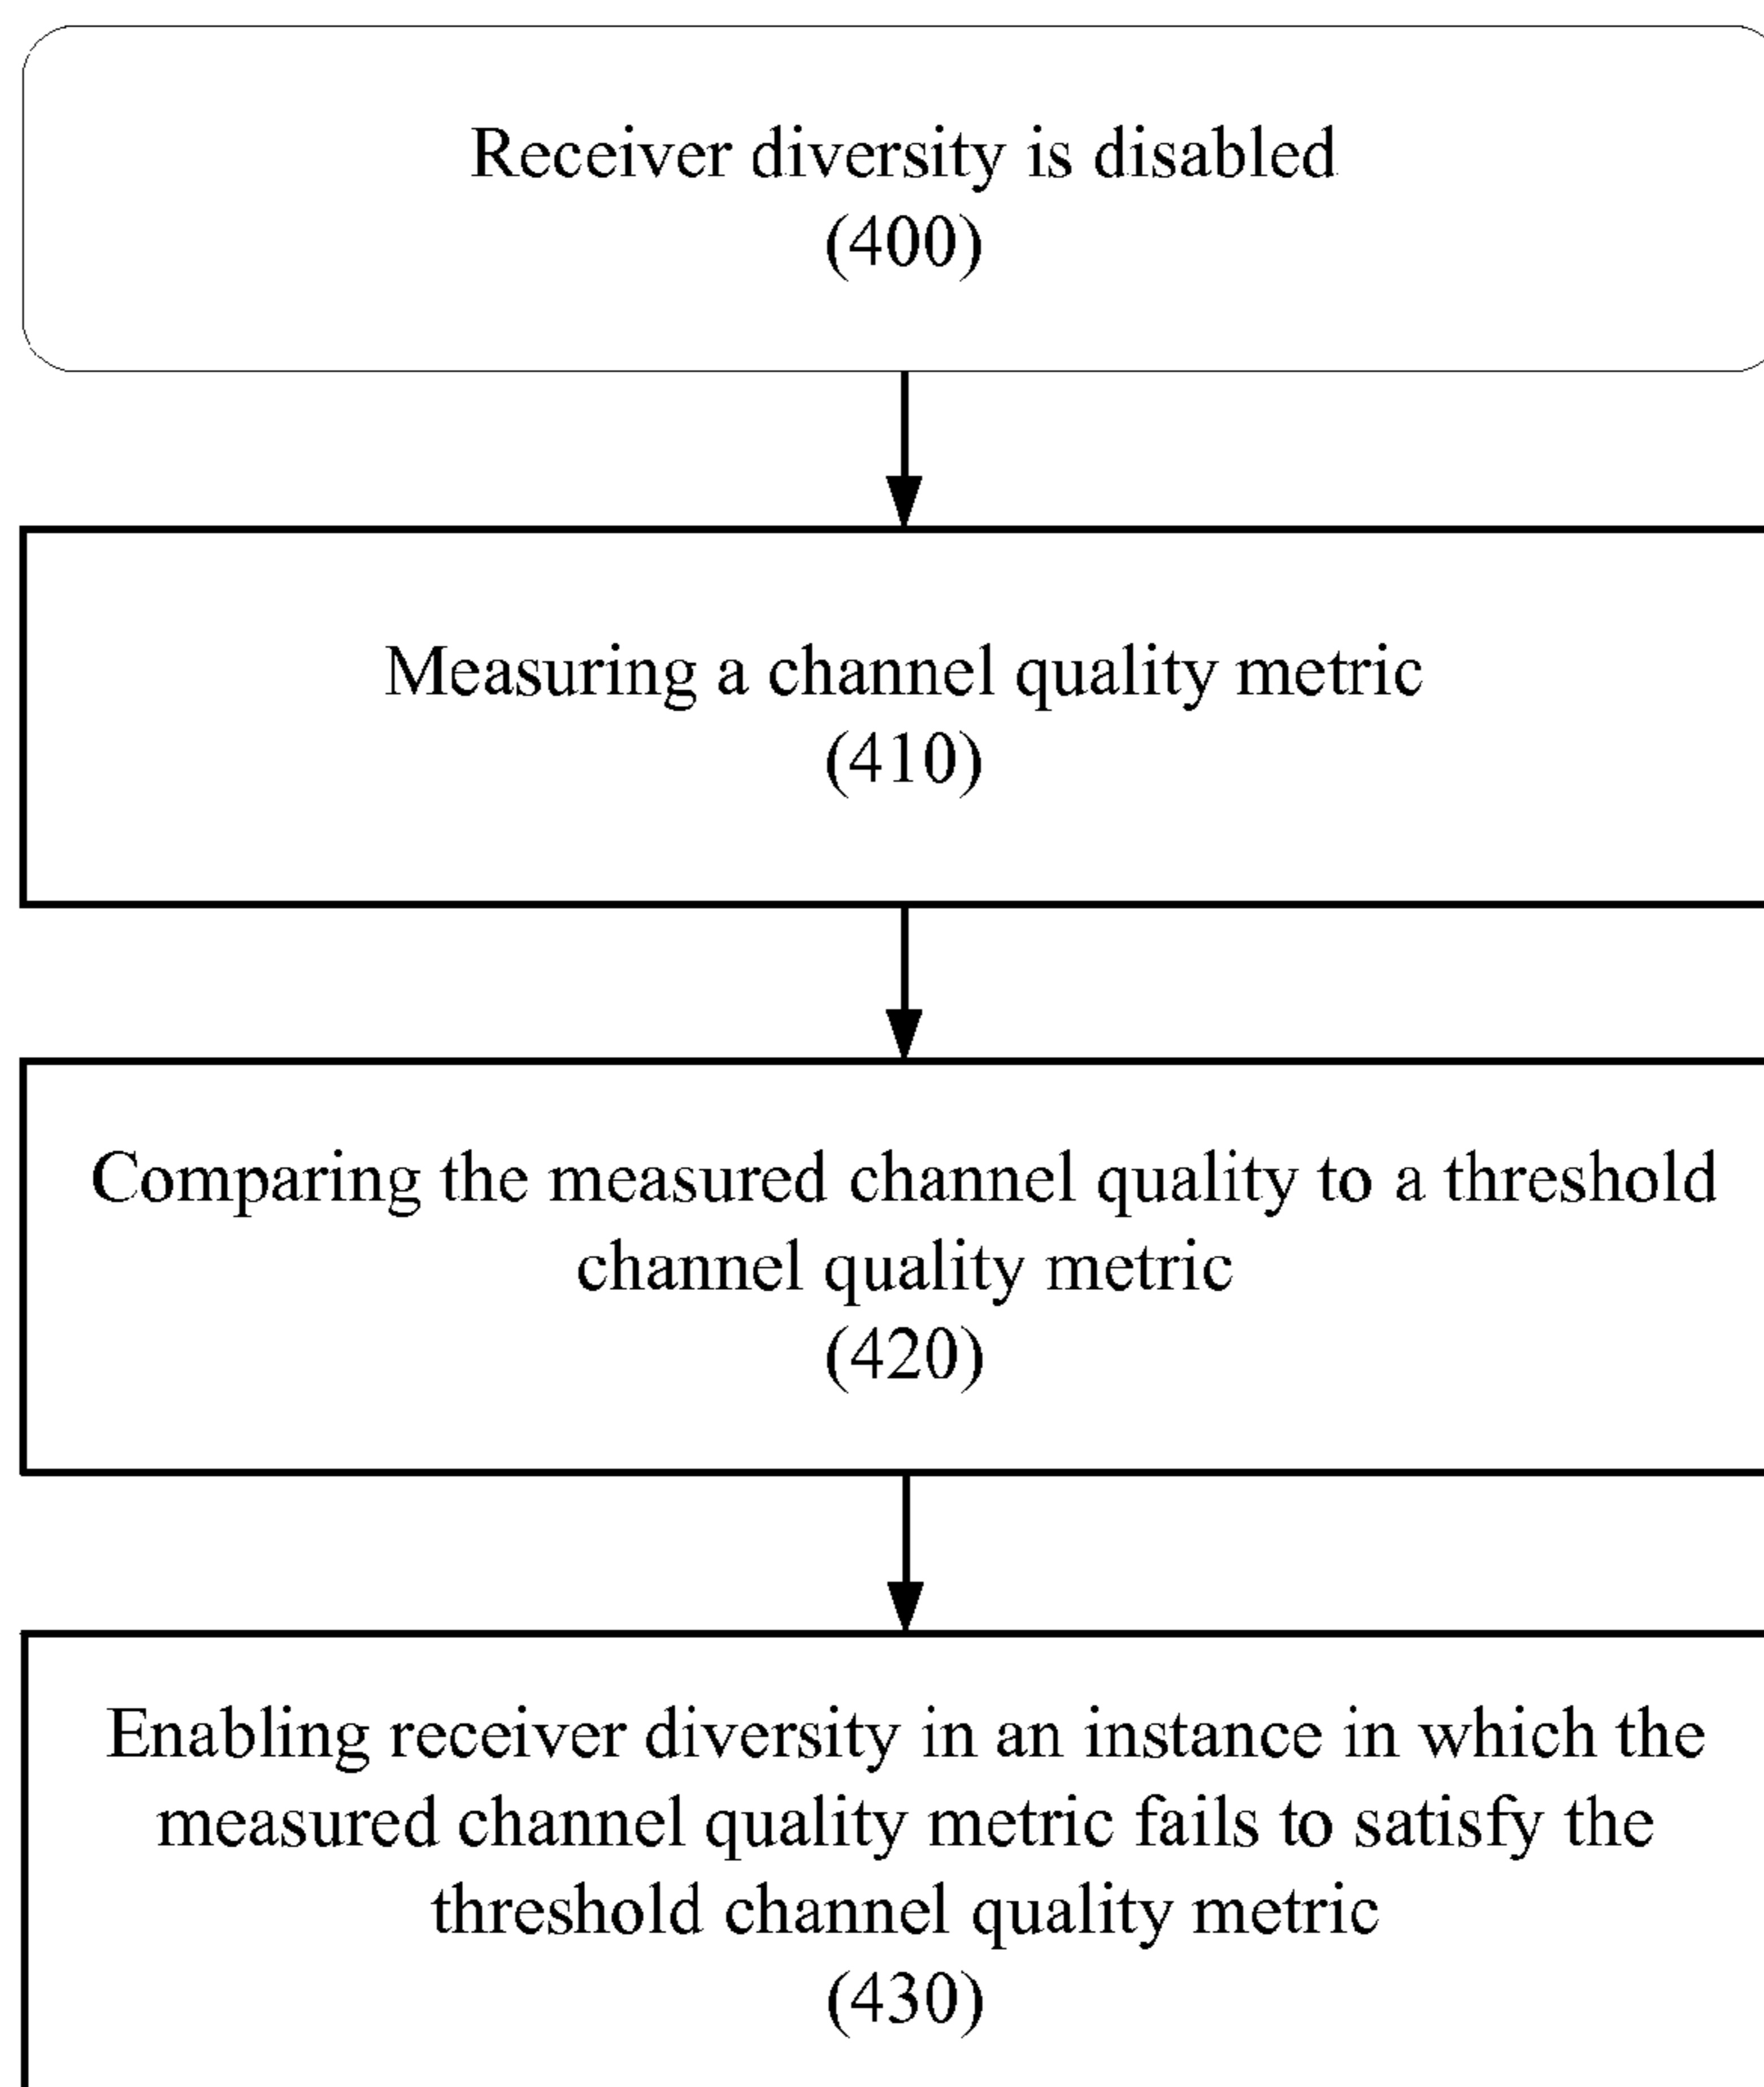 Receiver diversity is disabled
(400)
Measuring a channel quality metric
(410)
Comparing the measured channel quality to a threshold
channel quality metric
(420)
Enabling receiver diversity in an instance in which the
measured channel quality metric fails to satisfy the
threshold channel quality metric
(430)